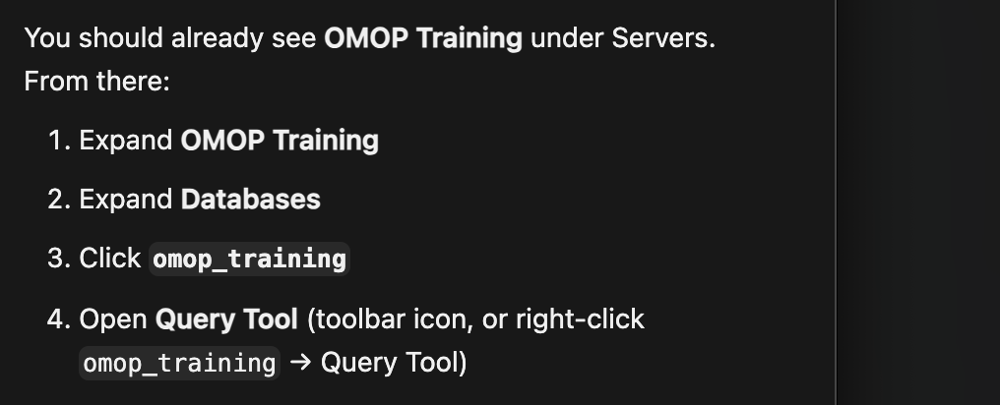 You should already see OMOP Training under Servers.
From there:
1. Expand OMOP Training
2. Expand Databases
3. Click omop_training
4. Open Query Tool (toolbar icon, or right-click
omop_training → Query Tool)